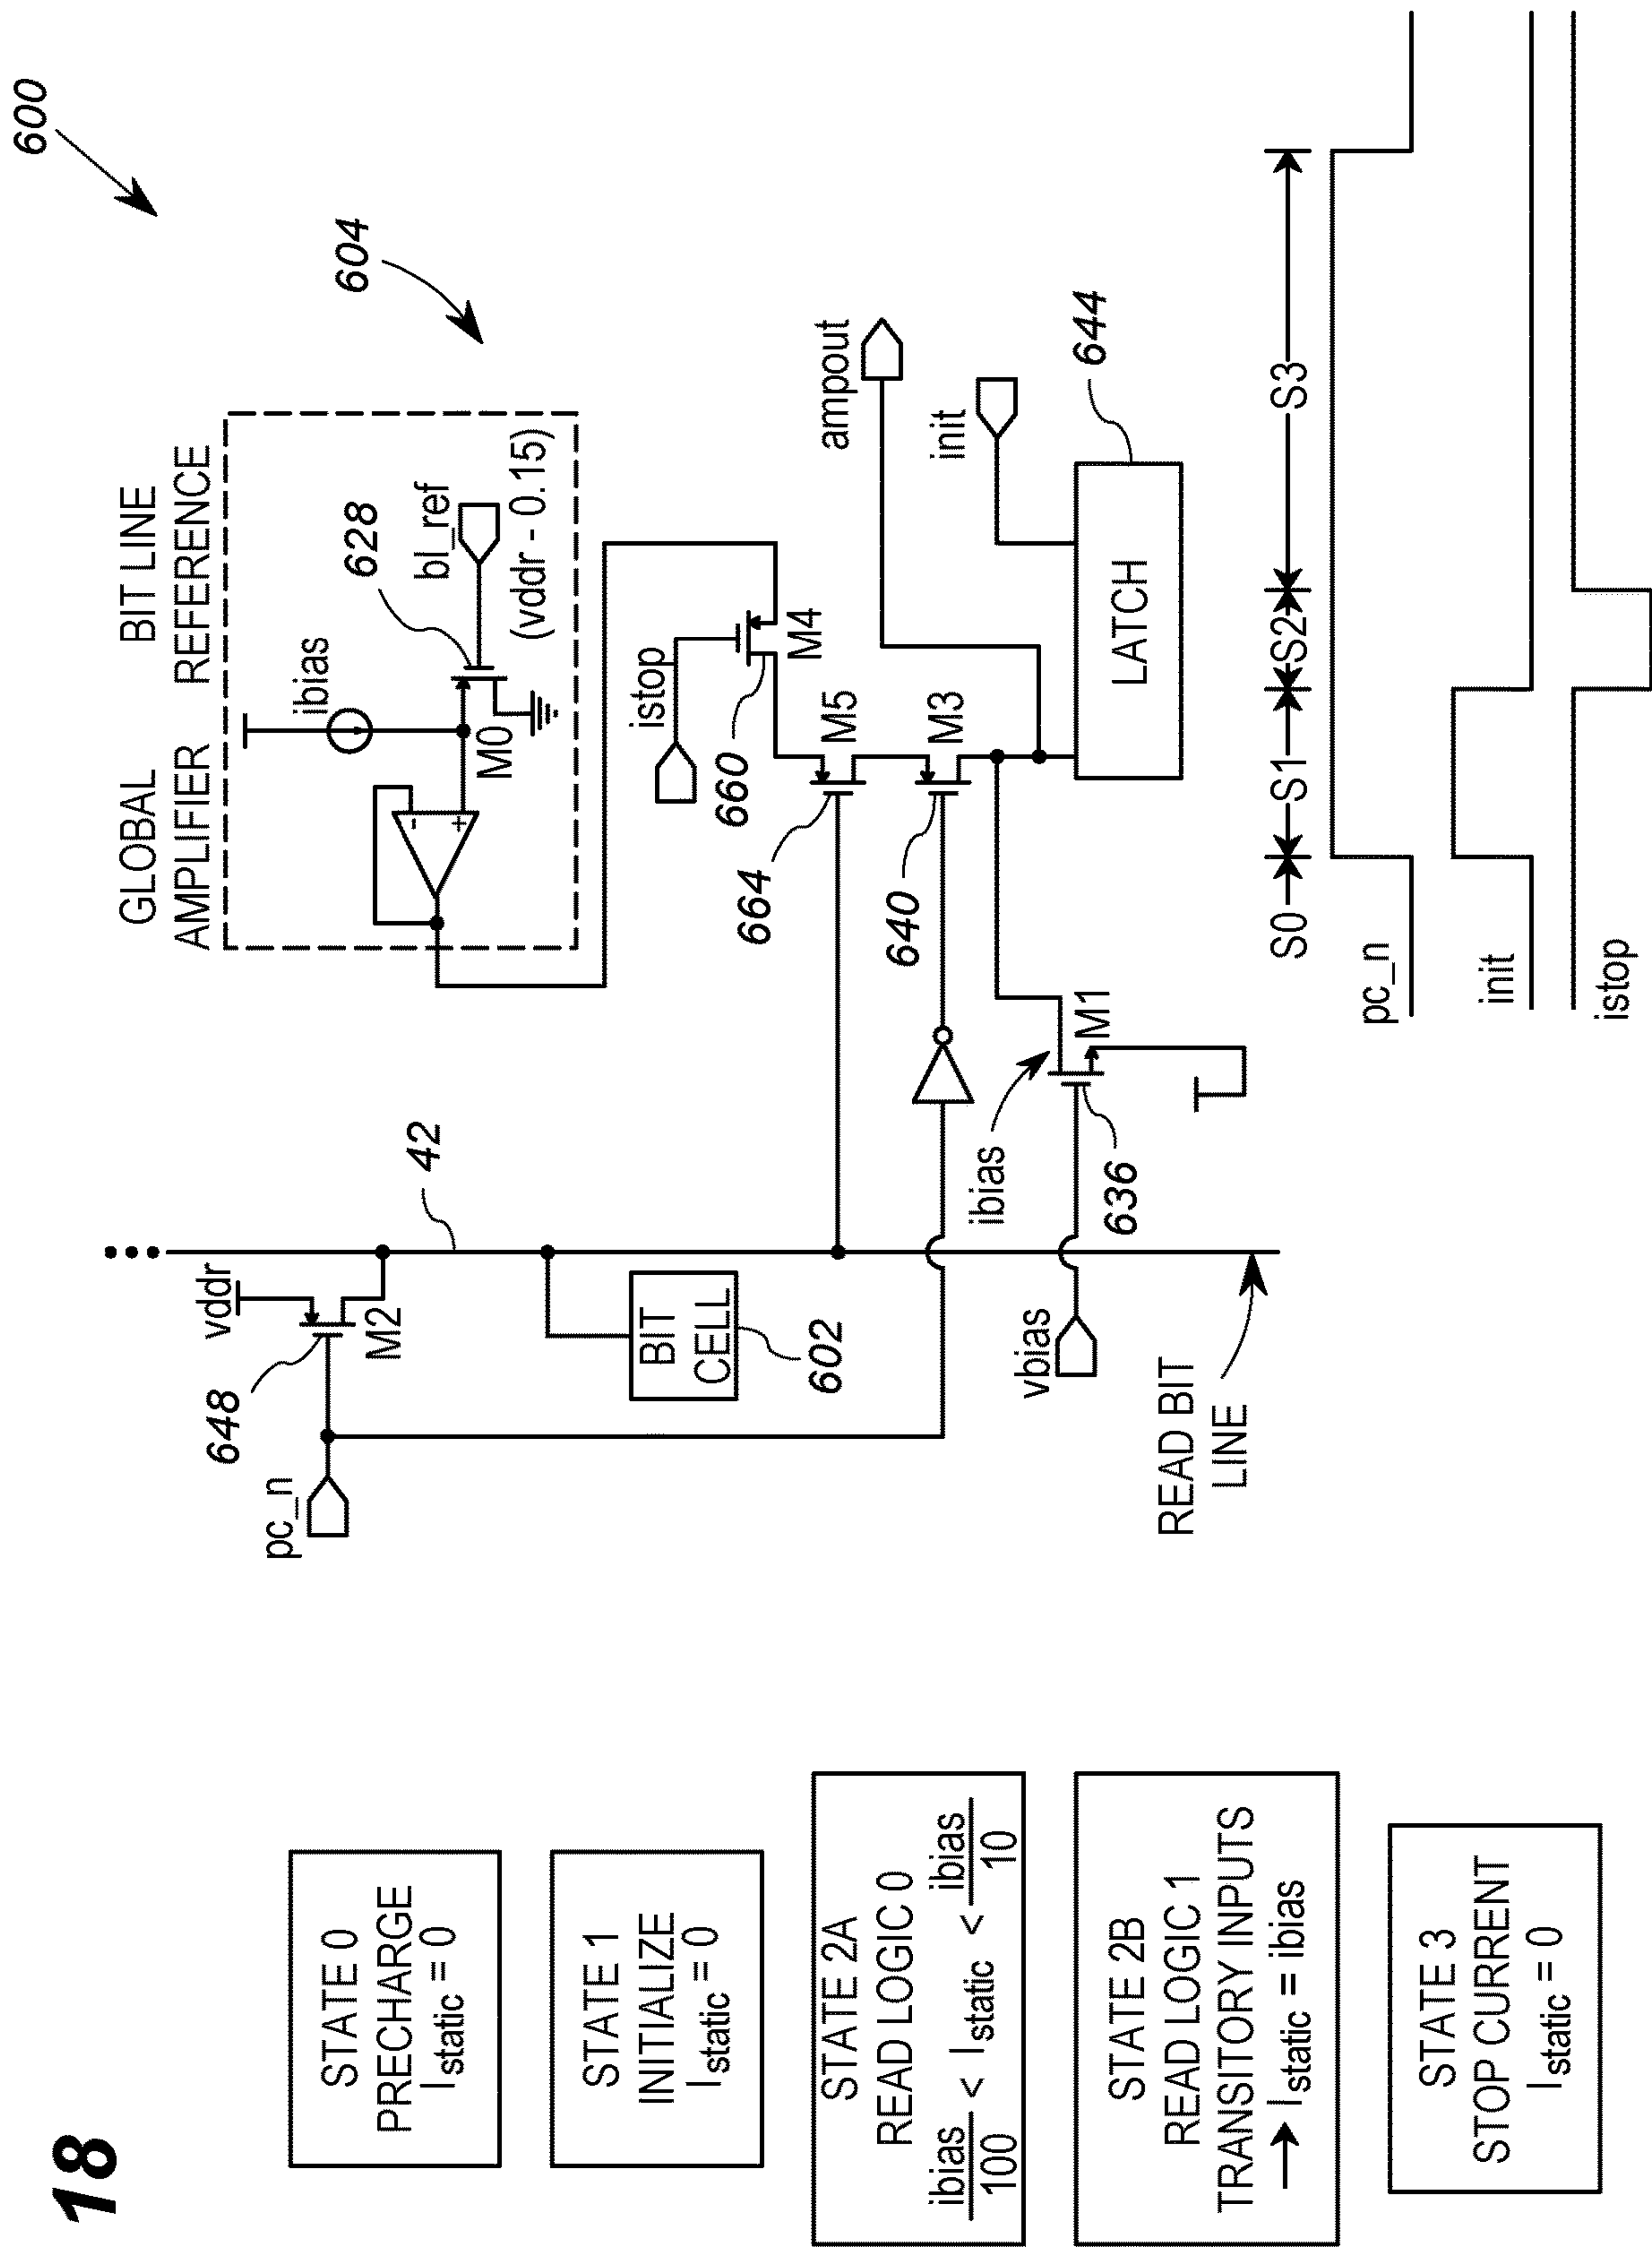 18
600
604
STATE 0
PRECHARGE
Istatic = 0
STATE 1
INITIALIZE
Istatic = 0
STATE 2A
READ LOGIC 0
ibias/100 < Istatic < ibias/10
STATE 2B
READ LOGIC 1
TRANSITORY INPUTS
→ Istatic = ibias
STATE 3
STOP CURRENT
Istatic = 0
GLOBAL
AMPLIFIER
BIT LINE
REFERENCE
ibias
628
bl_ref
(vddr - 0.15)
M0
-
+
pc_n
648
vddr
M2
42
BIT
CELL
602
READ BIT
LINE
vbias
636
ibias
M1
istop
660
M4
664
M5
640
M3
ampout
init
LATCH
644
S0
S1
S2
S3
pc_n
init
istop